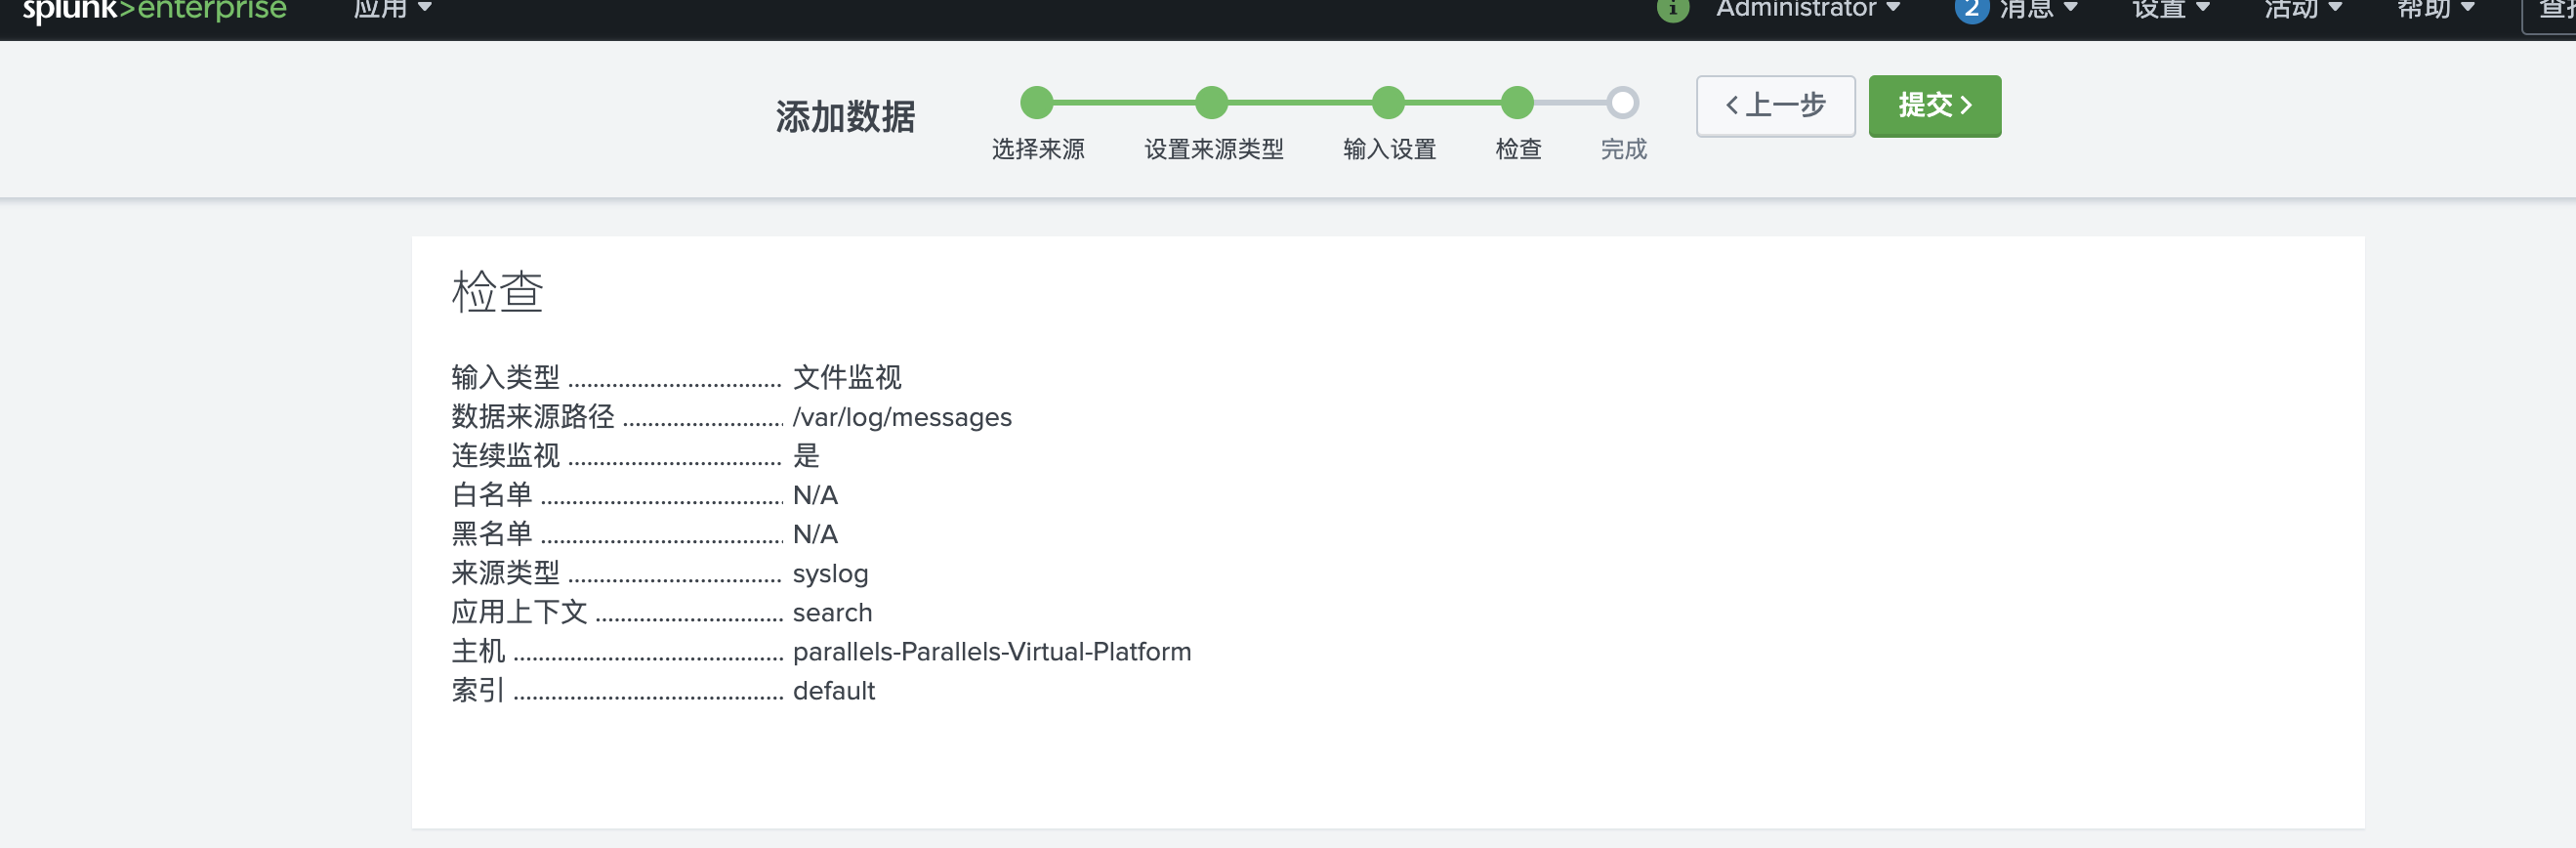 splunk>enterprise 应用 Administrator 2 消息 设置 活动 帮助
添加数据
选择来源 设置来源类型 输入设置 检查 完成
上一步 提交
检查
输入类型 .................................. 文件监视
数据来源路径 .......................... /var/log/messages
连续监视 .................................. 是
白名单 ....................................... N/A
黑名单 ....................................... N/A
来源类型 .................................. syslog
应用上下文 .............................. search
主机 ........................................... parallels-Parallels-Virtual-Platform
索引 ........................................... default